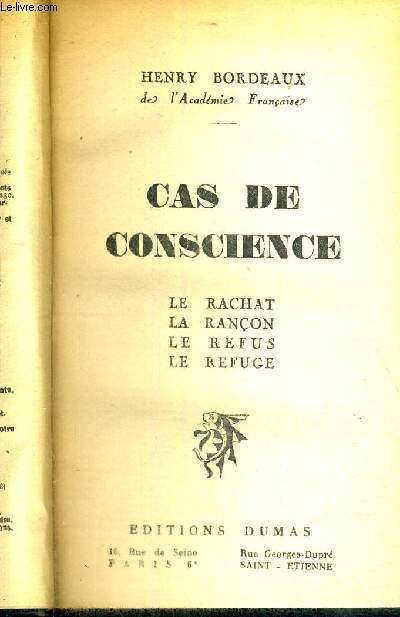 © Le-Livre.com
HENRY BORDEAUX
de l'Académie Française
CAS DE
CONSCIENCE
LE RACHAT
LA RANÇON
LE REFUS
LE REFUGE
EDITIONS DUMAS
16, Rue de Seine
PARIS 6e
Rue Georges-Dupré
SAINT - ETIENNE